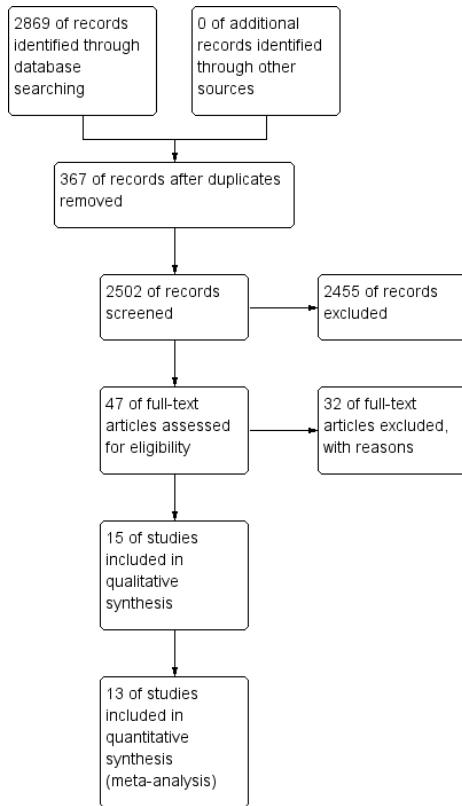 2869 of records
identified through
database
searching
0 of additional
records identified
through other
sources
367 of records after duplicates
removed
2502 of records
screened
2455 of records
excluded
47 of full-text
articles assessed
for eligibility
32 of full-text
articles excluded,
with reasons
15 of studies
included in
qualitative
synthesis
13 of studies
included in
quantitative
synthesis
(meta-analysis)